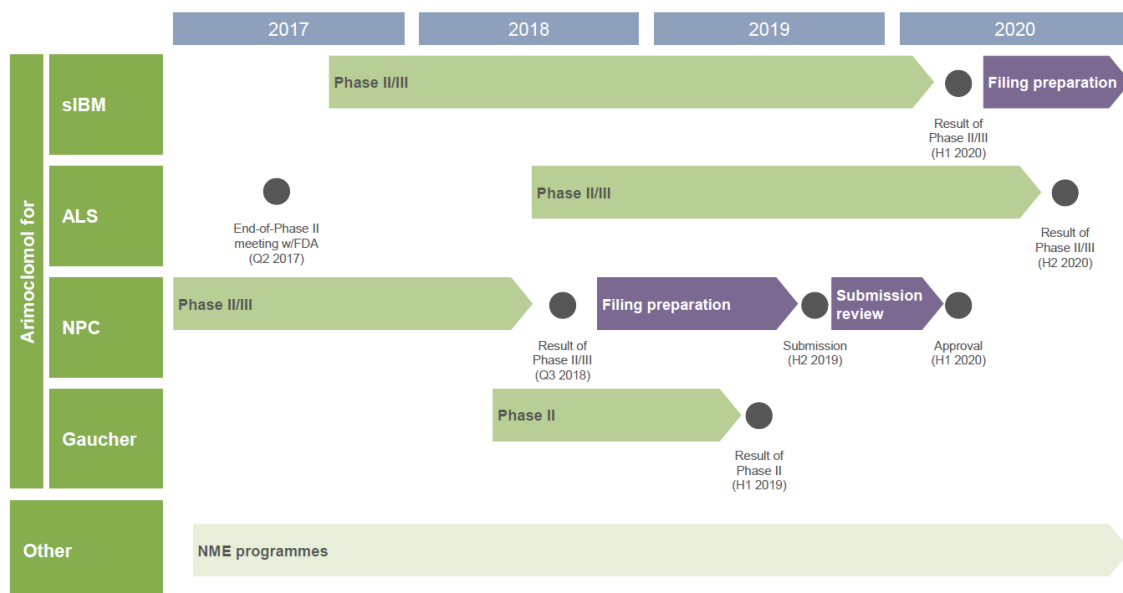 2017
2018
2019
2020
Arimoclomol for
sIBM
Phase II/III
Result of
Phase II/III
(H1 2020)
Filing preparation
ALS
End-of-Phase II
meeting w/FDA
(Q2 2017)
Phase II/III
Result of
Phase II/III
(H2 2020)
NPC
Phase II/III
Result of
Phase II/III
(Q3 2018)
Filing preparation
Submission
(H2 2019)
Submission
review
Approval
(H1 2020)
Gaucher
Phase II
Result of
Phase II
(H1 2019)
Other
NME programmes